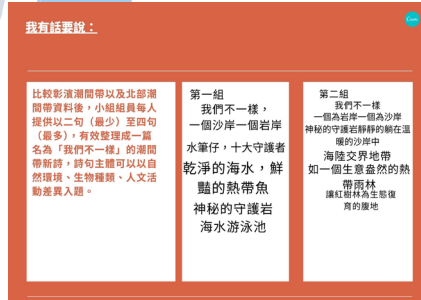 我有話要說：
Canva
比較彰濱潮間帶以及北部潮
間帶資料後，小組組員每人
提供以二句（最少）至四句
（最多），有效整理成一篇
名為「我們不一樣」的潮間
帶新詩，詩句主體可以以自
然環境、生物種類、人文活
動差異入題。
第一組
我們不一樣，
一個沙岸一個岩岸
水筆仔，十大守護者
乾淨的海水，鮮
豔的熱帶魚
神秘的守護岩
海水游泳池
第二組
我們不一樣
一個為岩岸一個為沙岸
神秘的守護岩靜靜的躺在溫
暖的沙岸中
海陸交界地帶
如一個生意盎然的熱
帶雨林
讓紅樹林為生態復
育的腹地